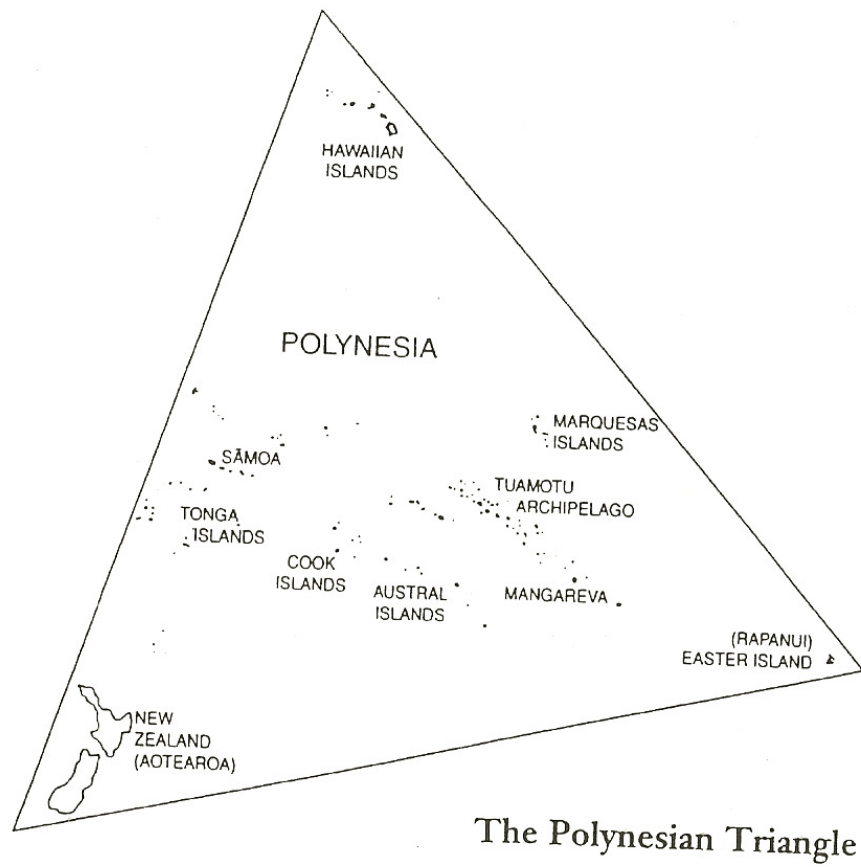 HAWAIIAN
ISLANDS
POLYNESIA
MARQUESAS
ISLANDS
SĀMOA
TUAMOTU
ARCHIPELAGO
TONGA
ISLANDS
COOK
ISLANDS
AUSTRAL
ISLANDS
MANGAREVA
(RAPANUI)
EASTER ISLAND
NEW
ZEALAND
(AOTEAROA)
The Polynesian Triangle